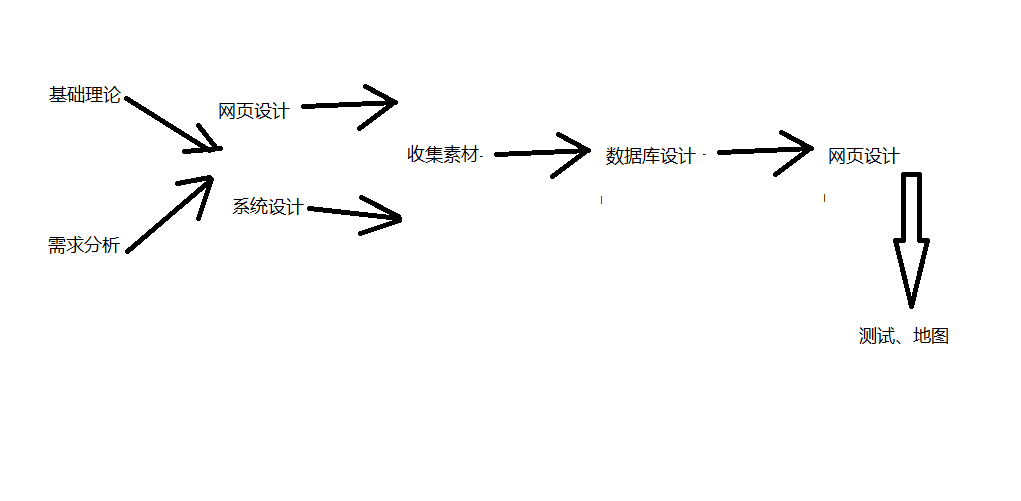 基础理论
网页设计
收集素材
数据库设计
网页设计
系统设计
需求分析
测试、地图